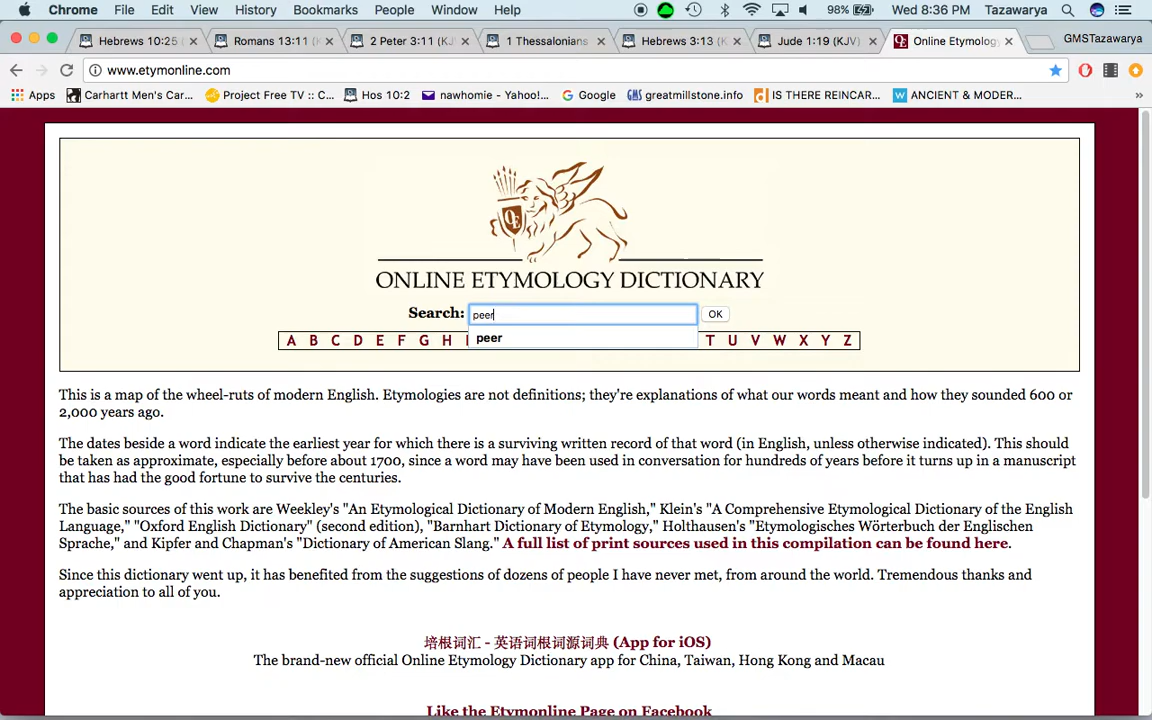 Chrome File Edit View History Bookmarks People Window Help 98% Wed 8:36 PM Tazawarya
Hebrews 10:25 Romans 13:11 (KJ 2 Peter 3:11 (KJ 1 Thessalonians Hebrews 3:13 (KJ Jude 1:19 (KJV) Online Etymology GMSTazawarya
www.etymonline.com
Apps Carhartt Men's Car... Project Free TV :: C... Hos 10:2 nawhomie - Yahoo!... Google GMS greatmillstone.info IS THERE REINCAR... W ANCIENT & MODER... »
OE
ONLINE ETYMOLOGY DICTIONARY
Search: peer OK
peer
A B C D E F G H T U V W X Y Z
This is a map of the wheel-ruts of modern English. Etymologies are not definitions; they're explanations of what our words meant and how they sounded 600 or
2,000 years ago.
The dates beside a word indicate the earliest year for which there is a surviving written record of that word (in English, unless otherwise indicated). This should
be taken as approximate, especially before about 1700, since a word may have been used in conversation for hundreds of years before it turns up in a manuscript
that has had the good fortune to survive the centuries.
The basic sources of this work are Weekley's "An Etymological Dictionary of Modern English," Klein's "A Comprehensive Etymological Dictionary of the English
Language," "Oxford English Dictionary" (second edition), "Barnhart Dictionary of Etymology," Holthausen's "Etymologisches Wörterbuch der Englischen
Sprache," and Kipfer and Chapman's "Dictionary of American Slang." A full list of print sources used in this compilation can be found here.
Since this dictionary went up, it has benefited from the suggestions of dozens of people I have never met, from around the world. Tremendous thanks and
appreciation to all of you.
培根词汇 - 英语词根词源词典 (App for iOS)
The brand-new official Online Etymology Dictionary app for China, Taiwan, Hong Kong and Macau
Like the Etymonline Page on Facebook